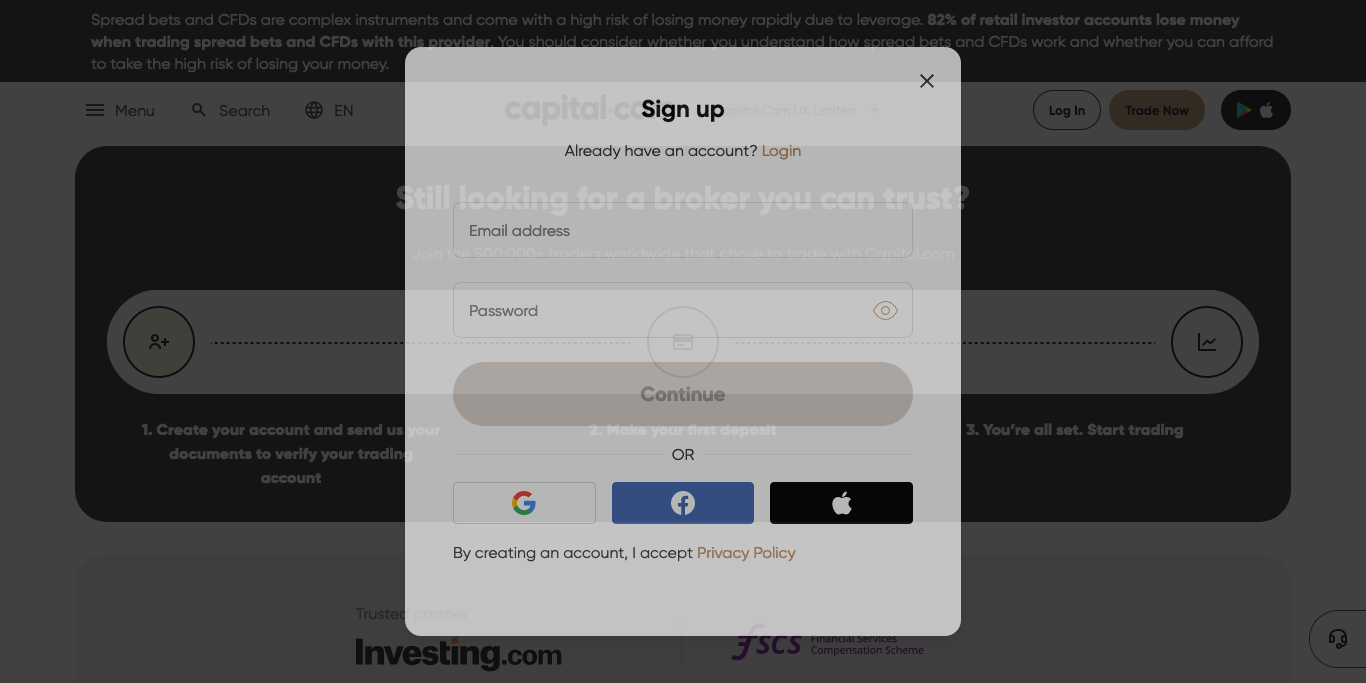 Spread bets and CFDs are complex instruments and come with a high risk of losing money rapidly due to leverage. 82% of retail investor accounts lose money
when trading spread bets and CFDs with this provider. You should consider whether you understand how spread bets and CFDs work and whether you can afford
to take the high risk of losing your money.
Menu
Search
EN
capital.co
Capital Com UK Limited
Log In
Trade Now
Sign up
Already have an account? Login
Still looking for a broker you can trust?
Email address
Join the 500,000+ traders worldwide that chose to trade with Capital.com
Password
Continue
1. Create your account and send us your
documents to verify your trading
account
2. Make your first deposit
3. You're all set. Start trading
OR
By creating an account, I accept Privacy Policy
Trusted partner
Investing.com
fscs
Financial Services
Compensation Scheme